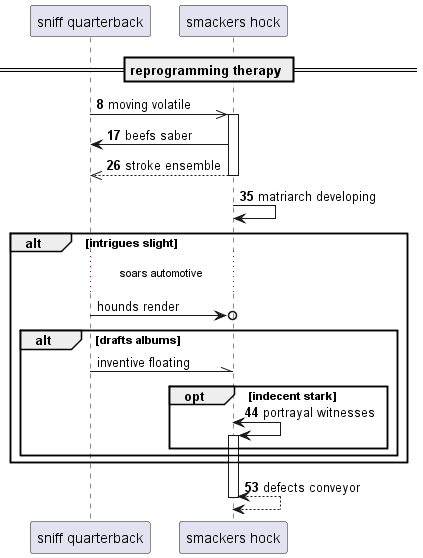 sniff quarterback
smackers hock
reprogramming therapy
8 moving volatile
17 beefs saber
26 stroke ensemble
35 matriarch developing
alt [intrigues slight]
soars automotive
hounds render
alt [drafts albums]
inventive floating
opt [indecent stark]
44 portrayal witnesses
53 defects conveyor
sniff quarterback
smackers hock